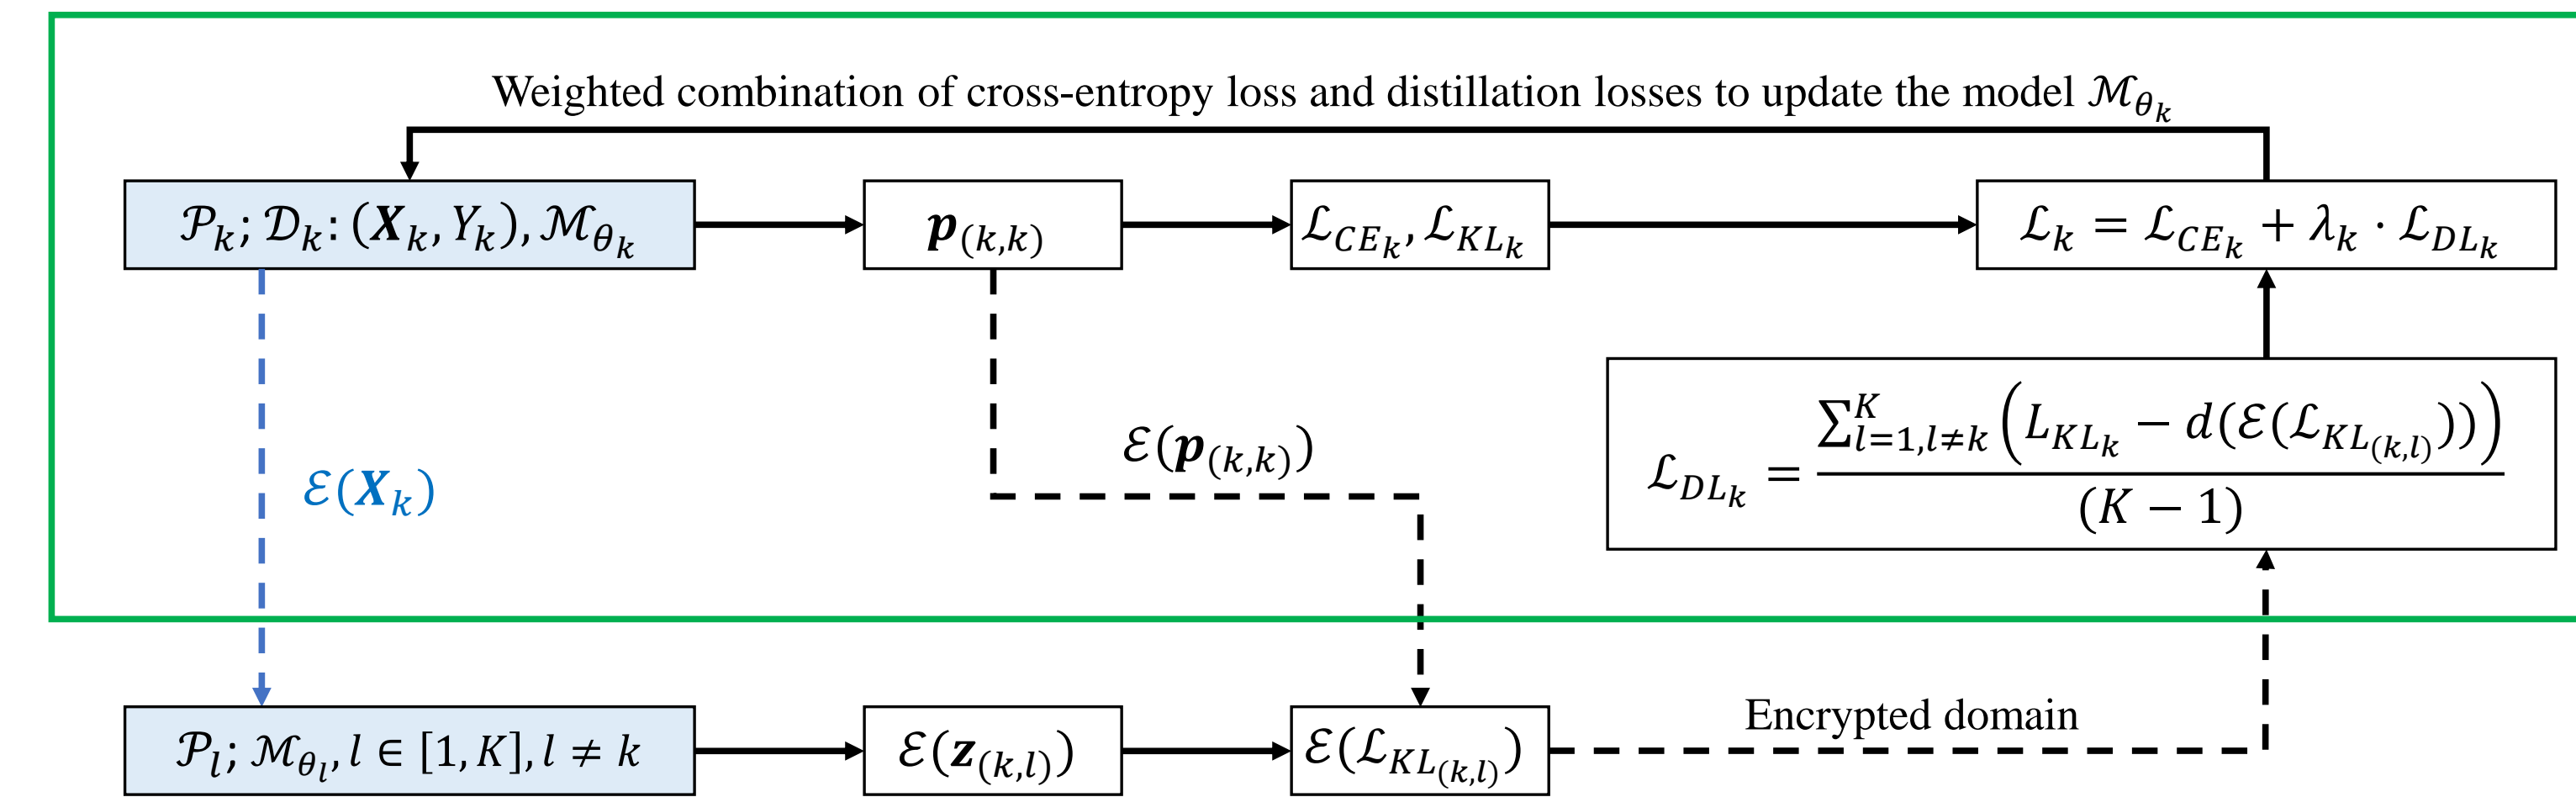 Weighted combination of cross-entropy loss and distillation losses to update the model ℳ_{θ_k}
𝒫_k; 𝒟_k: (𝑿_k, Y_k), ℳ_{θ_k}
𝒑_{(k,k)}
ℒ_{CE_k}, ℒ_{KL_k}
ℒ_k = ℒ_{CE_k} + λ_k · ℒ_{DL_k}
ℰ(𝑿_k)
ℰ(𝒑_{(k,k)})
ℒ_{DL_k} = \frac{∑_{l=1,l≠k}^{K} (L_{KL_k} − d(ℰ(ℒ_{KL_{(k,l)}})))}{(K − 1)}
𝒫_l; ℳ_{θ_l}, l ∈ [1, K], l ≠ k
ℰ(𝒛_{(k,l)})
ℰ(ℒ_{KL_{(k,l)}})
Encrypted domain